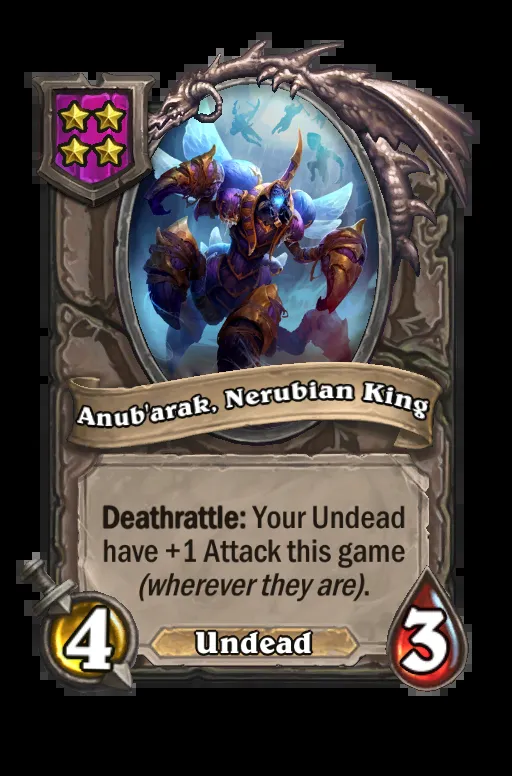 Anub'arak, Nerubian King
Deathrattle: Your Undead
have +1 Attack this game
(wherever they are).
4
Undead
3